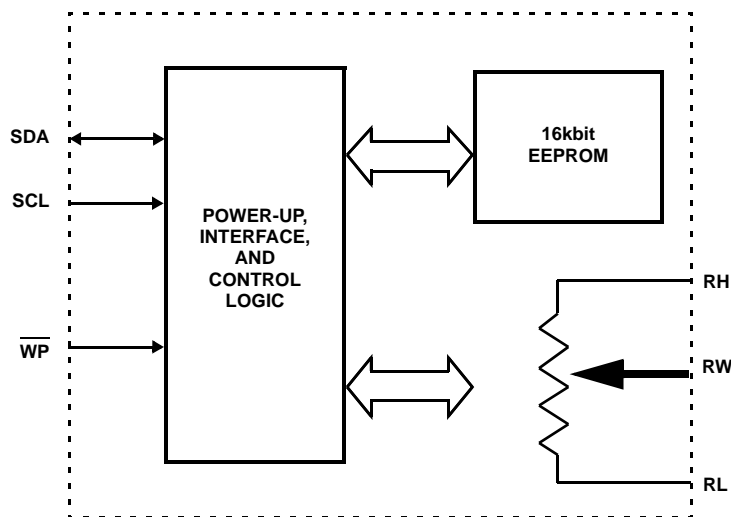 SDA
SCL
WP
POWER-UP,
INTERFACE,
AND
CONTROL
LOGIC
16kbit
EEPROM
RH
RW
RL